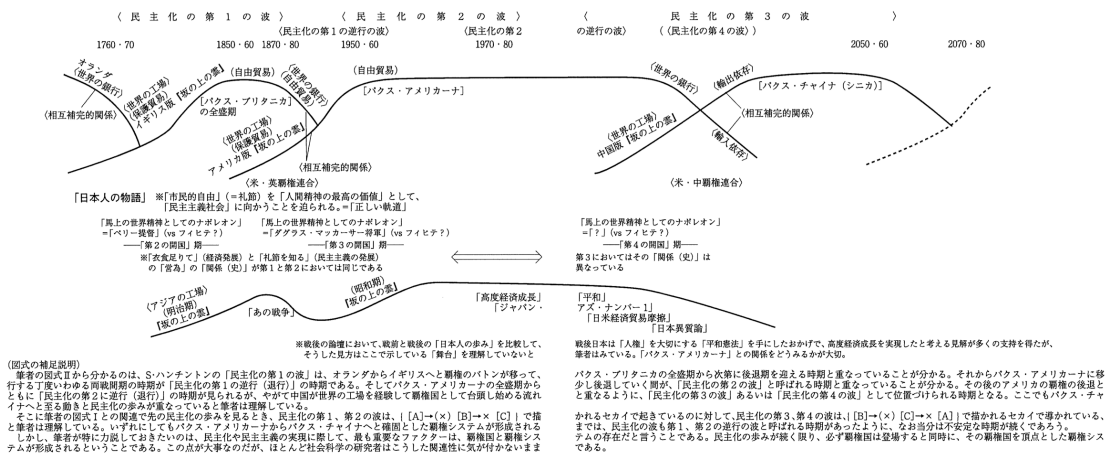 〈民主化の第1の波〉
〈民主化の第2の波〉
〈民主化の第3の波〉
〈民主化の第1の逆行の波〉
〈民主化の第2
の逆行の波〉
(〈民主化の第4の波〉)
1760・70
1850・60
1870・80
1950・60
1970・80
2050・60
2070・80
オランダ
〈世界の銀行〉
〈世界の工場〉
〈保護貿易〉
イギリス版『坂の上の雲』
〈自由貿易〉
〈世界の銀行〉
〈自由貿易〉
〈自由貿易〉
〈世界の銀行〉
〈輸出依存〉
[パクス・チャイナ(シニカ)]
〈相互補完的関係〉
[パクス・ブリタニカ]
の全盛期
[パクス・アメリカーナ]
〈相互補完的関係〉
〈世界の工場〉
〈保護貿易〉
アメリカ版『坂の上の雲』
〈相互補完的関係〉
〈世界の工場〉
中国版『坂の上の雲』
〈輸入依存〉
〈米・英覇権連合〉
〈米・中覇権連合〉
「日本人の物語」 ※「市民的自由」(=礼節)を「人間精神の最高の価値」として、
「民主主義社会」に向かうことを迫られる。=「正しい軌道」
「馬上の世界精神としてのナポレオン」
=「ペリー提督」(vsフィヒテ?)
──「第2の開国」期──
「馬上の世界精神としてのナポレオン」
=「ダグラス・マッカーサー将軍」(vsフィヒテ?)
──「第3の開国」期──
「馬上の世界精神としてのナポレオン」
=「?」(vsフィヒテ?)
──「第4の開国」期──
※「衣食足りて」(経済発展)と「礼節を知る」(民主主義の発展)
の「営為」の「関係(史)」が第1と第2においては同じである
第3においてはその「関係(史)」は
異なっている
〈アジアの工場〉
(明治期)
『坂の上の雲』
「あの戦争」
(昭和期)
『坂の上の雲』
「高度経済成長」
「ジャパン・
「平和」
アズ・ナンバー1」
「日米経済貿易摩擦」
「日本異質論」
※戦後の論壇において、戦前と戦後の「日本人の歩み」を比較して、
そうした見方はここで示している「舞台」を理解していないと
戦後日本は「人権」を大切にする「平和憲法」を手にしたおかげで、高度経済成長を実現したと考える見解が多くの支持を得たが、
筆者はみている。「パクス・アメリカーナ」との関係をどうみるかが大切。
(図式の補足説明)
筆者の図式Ⅱから分かるのは、S・ハンチントンの「民主化の第1の波」は、オランダからイギリスへと覇権のバトンが移って、
行する丁度いわゆる両戦間期の時期が「民主化の第1の逆行(退行)」の時期である。そしてパクス・アメリカーナの全盛期から
ともに「民主化の第2に逆行(退行)」の時期が見られるが、やがて中国が世界の工場を経験して覇権国として台頭し始める流れ
イナへと至る動きと民主化の歩みが重なっていると筆者は理解している。
そこに筆者の図式Ⅰとの関連で先の民主化の歩みを見るとき、民主化の第1、第2の波は、{[A]→(×)[B]→×[C]}で描
と筆者は理解している。いずれにしてもパクス・アメリカーナからパクス・チャイナへと確固とした覇権システムが形成される
しかし、筆者が特に力説しておきたいのは、民主化や民主主義の実現に際して、最も重要なファクターは、覇権国と覇権シス
テムが形成されるということである。この点が大事なのだが、ほとんど社会科学の研究者はこうした関連性に気が付かないまま
パクス・ブリタニカの全盛期から次第に後退期を迎える時期と重なっていることが分かる。それからパクス・アメリカーナに移
少し後退していく間が、「民主化の第2の波」と呼ばれる時期と重なっていることが分かる。その後のアメリカの覇権の後退と
と重なるように、「民主化の第3の波」あるいは「民主化の第4の波」として位置づけられる時期となる。ここでもパクス・チャ
かれるセカイで起きているのに対して、民主化の第3、第4の波は、{[B]→(×)[C]→×[A]}で描かれるセカイで導かれている、
までは、民主化の波も第1、第2の逆行の波と呼ばれる時期があったように、なお当分は不安定な時期が続くであろう。
テムの存在だと言うことである。民主化の歩みが続く限り、必ず覇権国は登場すると同時に、その覇権国を頂点とした覇権シス
である。